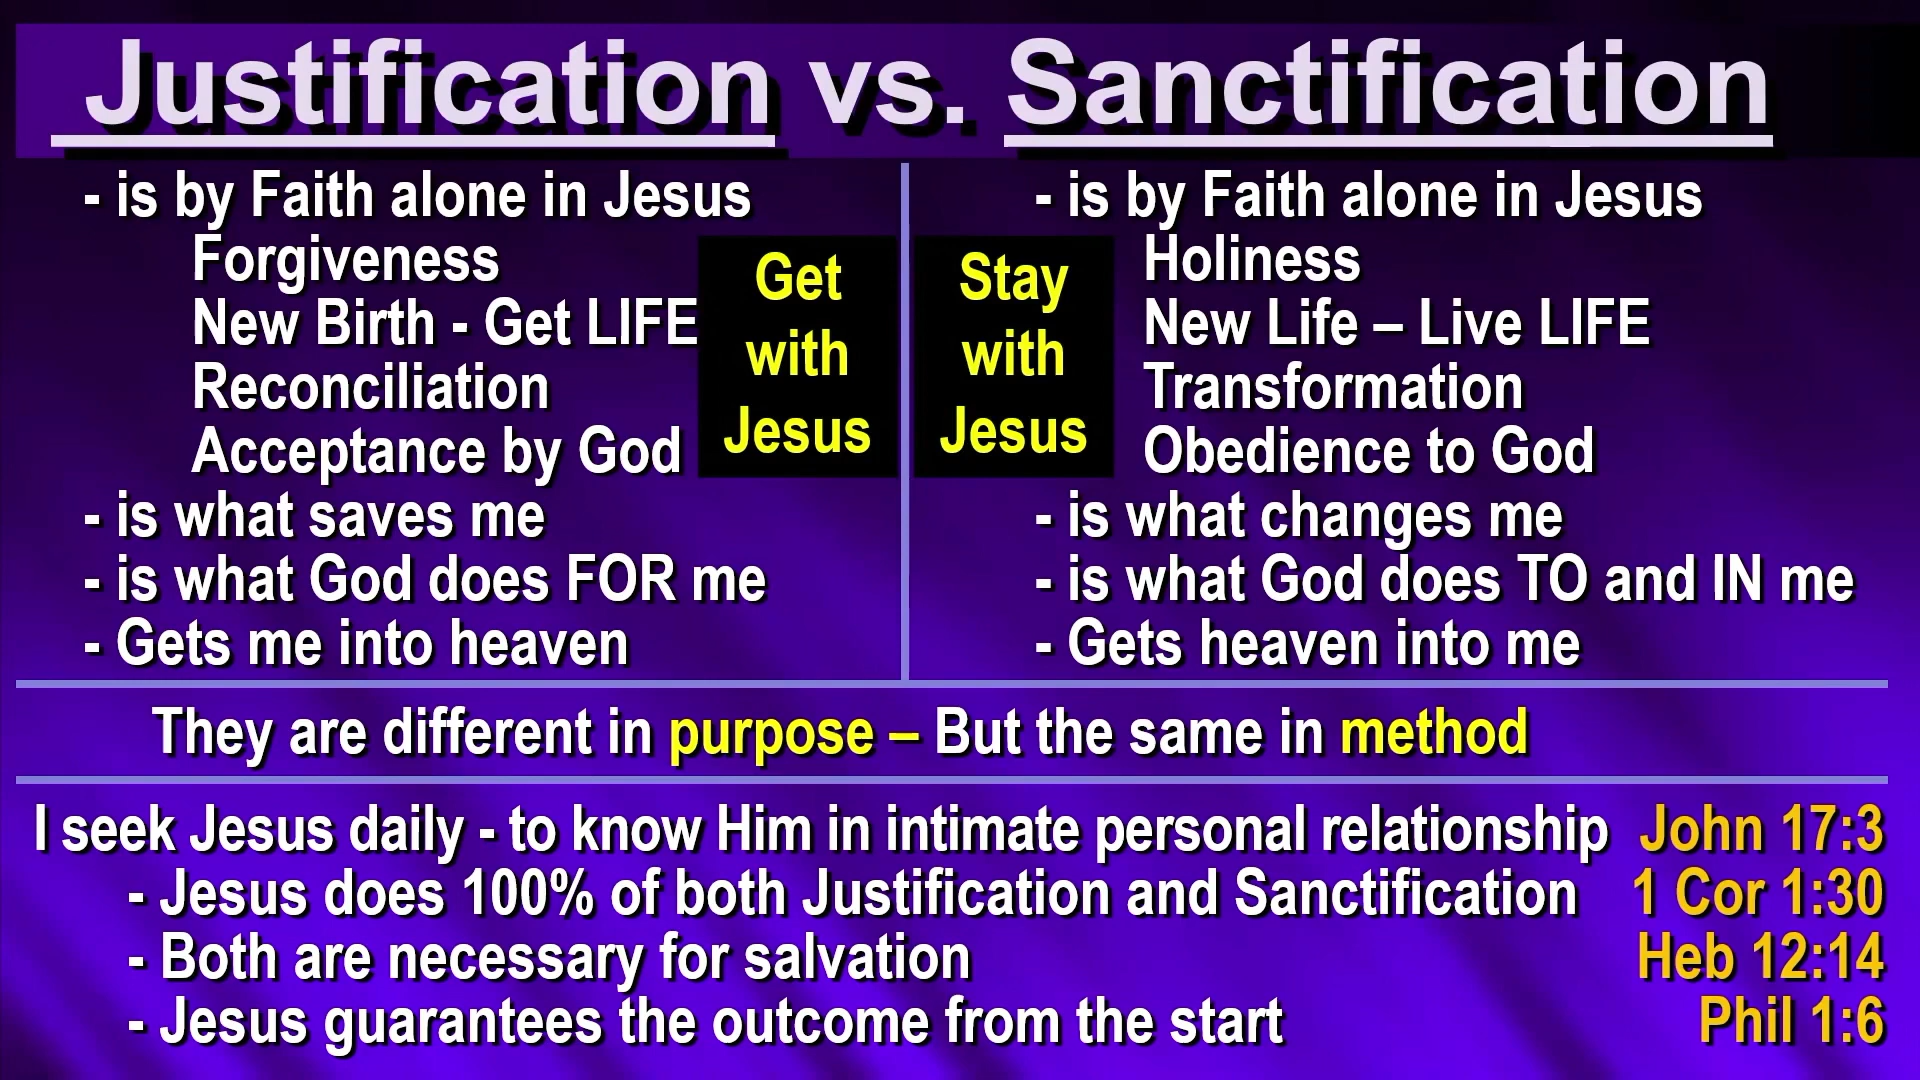 Justification vs. Sanctification
- is by Faith alone in Jesus
Forgiveness
New Birth - Get LIFE
Reconciliation
Acceptance by God
- is what saves me
- is what God does FOR me
- Gets me into heaven
Get
with
Jesus
Stay
with
Jesus
- is by Faith alone in Jesus
Holiness
New Life – Live LIFE
Transformation
Obedience to God
- is what changes me
- is what God does TO and IN me
- Gets heaven into me
They are different in purpose – But the same in method
I seek Jesus daily - to know Him in intimate personal relationship John 17:3
- Jesus does 100% of both Justification and Sanctification 1 Cor 1:30
- Both are necessary for salvation Heb 12:14
- Jesus guarantees the outcome from the start Phil 1:6